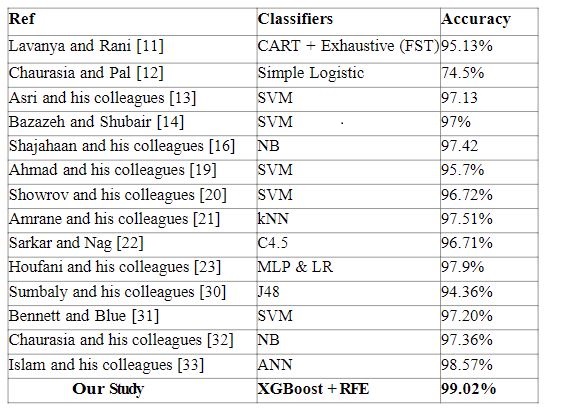 Ref Classifiers Accuracy
Lavanya and Rani [11] CART + Exhaustive (FST) 95.13%
Chaurasia and Pal [12] Simple Logistic 74.5%
Asri and his colleagues [13] SVM 97.13
Bazazeh and Shubair [14] SVM 97%
Shajahaan and his colleagues [16] NB 97.42
Ahmad and his colleagues [19] SVM 95.7%
Showrov and his colleagues [20] SVM 96.72%
Amrane and his colleagues [21] kNN 97.51%
Sarkar and Nag [22] C4.5 96.71%
Houfani and his colleagues [23] MLP & LR 97.9%
Sumbaly and his colleagues [30] J48 94.36%
Bennett and Blue [31] SVM 97.20%
Chaurasia and his colleagues [32] NB 97.36%
Islam and his colleagues [33] ANN 98.57%
Our Study XGBoost + RFE 99.02%